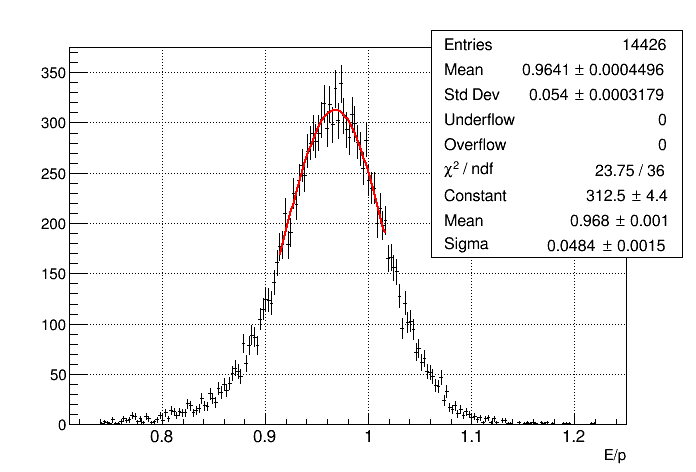 Entries 14426
Mean 0.9641 ± 0.0004496
Std Dev 0.054 ± 0.0003179
Underflow 0
Overflow 0
χ² / ndf 23.75 / 36
Constant 312.5 ± 4.4
Mean 0.968 ± 0.001
Sigma 0.0484 ± 0.0015
350
300
250
200
150
100
50
0
0.8 0.9 1 1.1 1.2
E/p